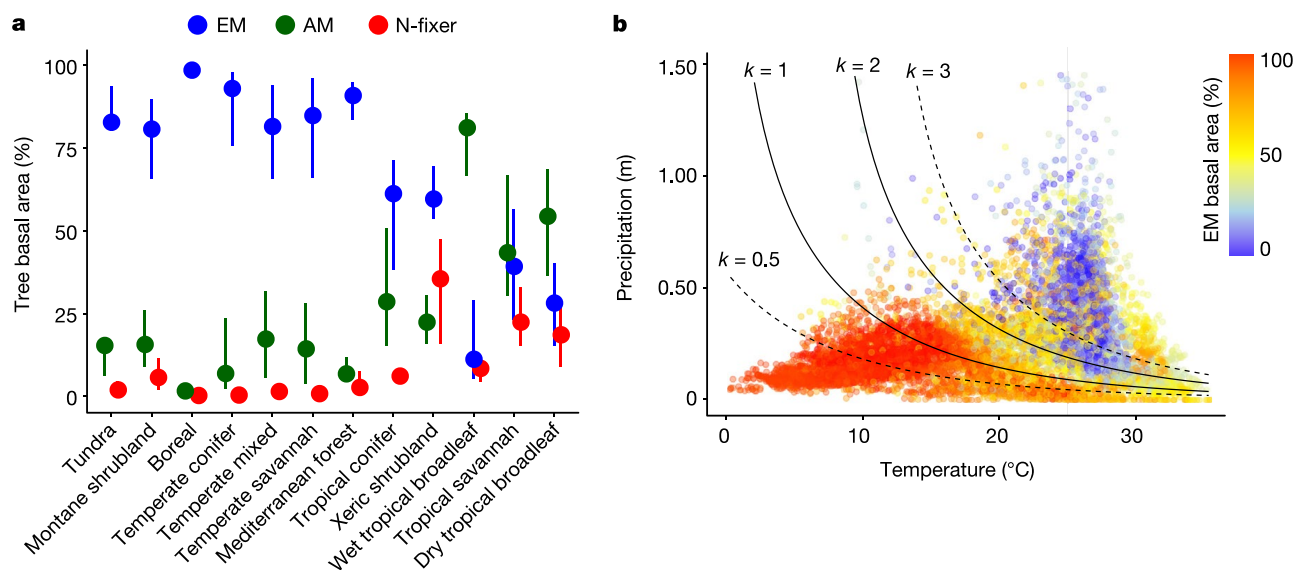 a
EM AM N-fixer
Tree basal area (%)
100
75
50
25
0
Tundra
Montane shrubland
Boreal
Temperate conifer
Temperate mixed
Temperate savannah
Mediterranean forest
Tropical conifer
Xeric shrubland
Wet tropical broadleaf
Tropical savannah
Dry tropical broadleaf
b
Precipitation (m)
1.50
1.00
0.50
0
k = 1
k = 2
k = 3
k = 0.5
0 10 20 30
Temperature (°C)
EM basal area (%)
100
50
0